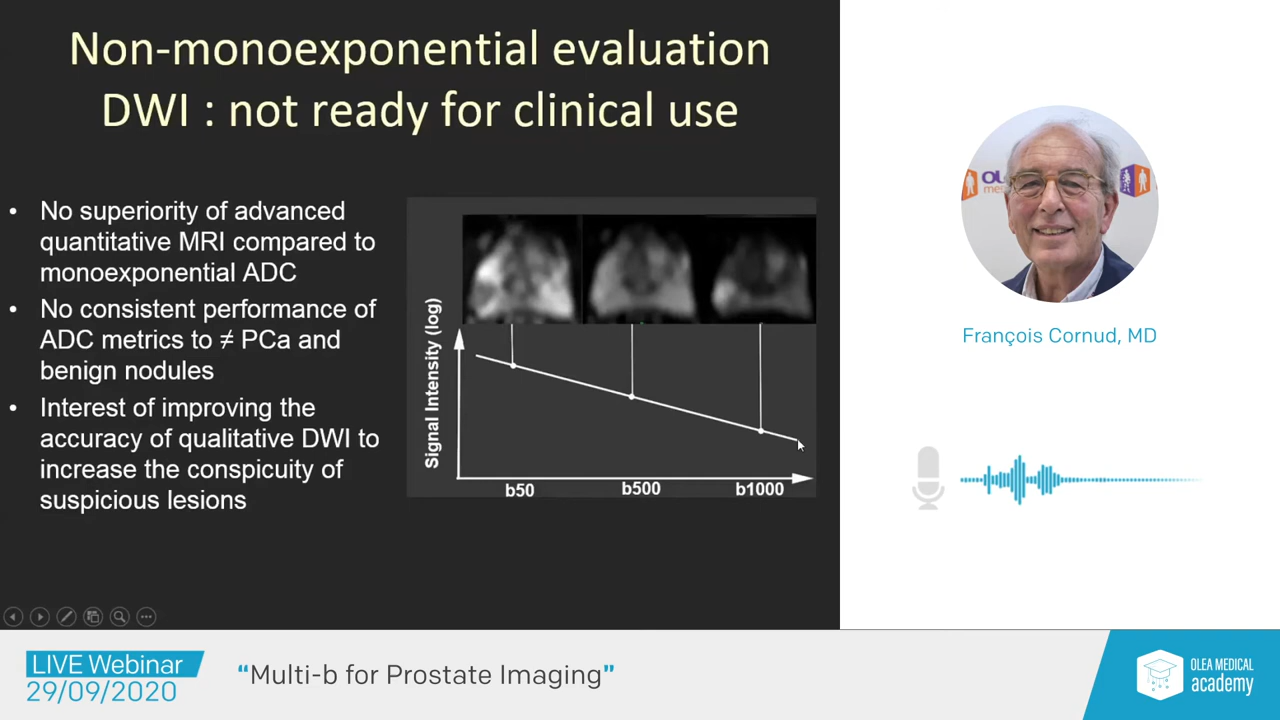 Non-monoexponential evaluation
DWI : not ready for clinical use
• No superiority of advanced
quantitative MRI compared to
monoexponential ADC
• No consistent performance of
ADC metrics to ≠ PCa and
benign nodules
• Interest of improving the
accuracy of qualitative DWI to
increase the conspicuity of
suspicious lesions
Signal Intensity (log)
b50
b500
b1000
François Cornud, MD
LIVE Webinar
29/09/2020
“Multi-b for Prostate Imaging”
OLEA MEDICAL
academy